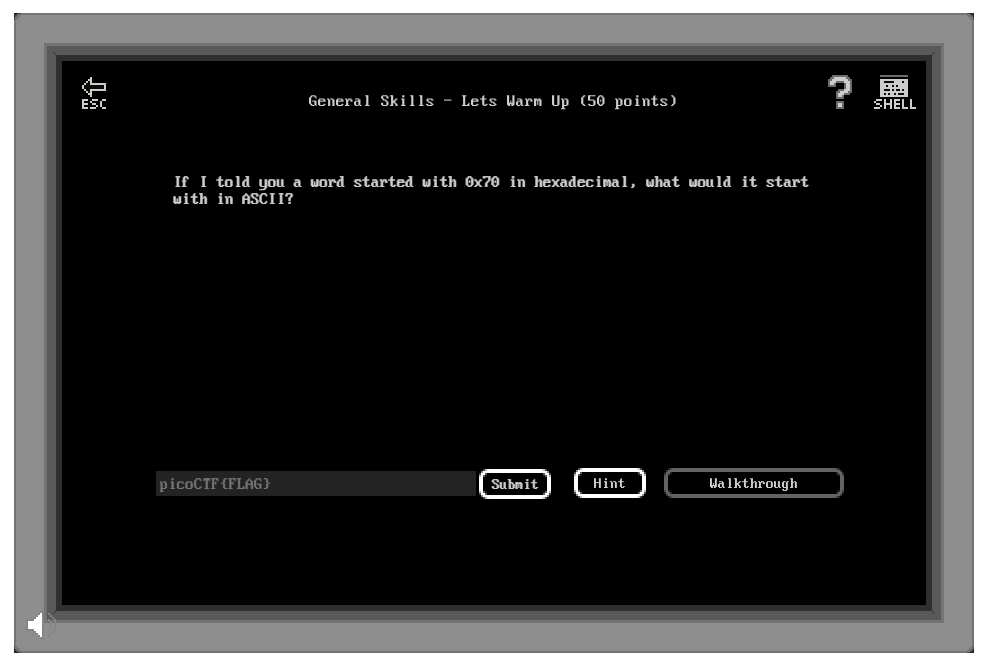 ESC
General Skills - Lets Warm Up (50 points)
?
SHELL
If I told you a word started with 0x70 in hexadecimal, what would it start
with in ASCII?
picoCTF{FLAG}
Submit
Hint
Walkthrough